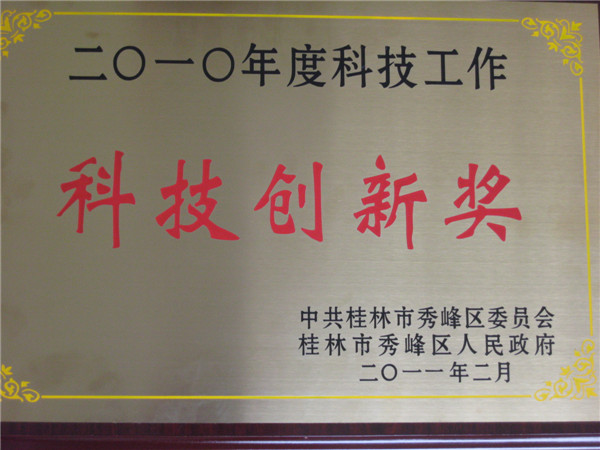 二〇一〇年度科技工作
科技创新奖
中共桂林市秀峰区委员会
桂林市秀峰区人民政府
二〇一一年二月